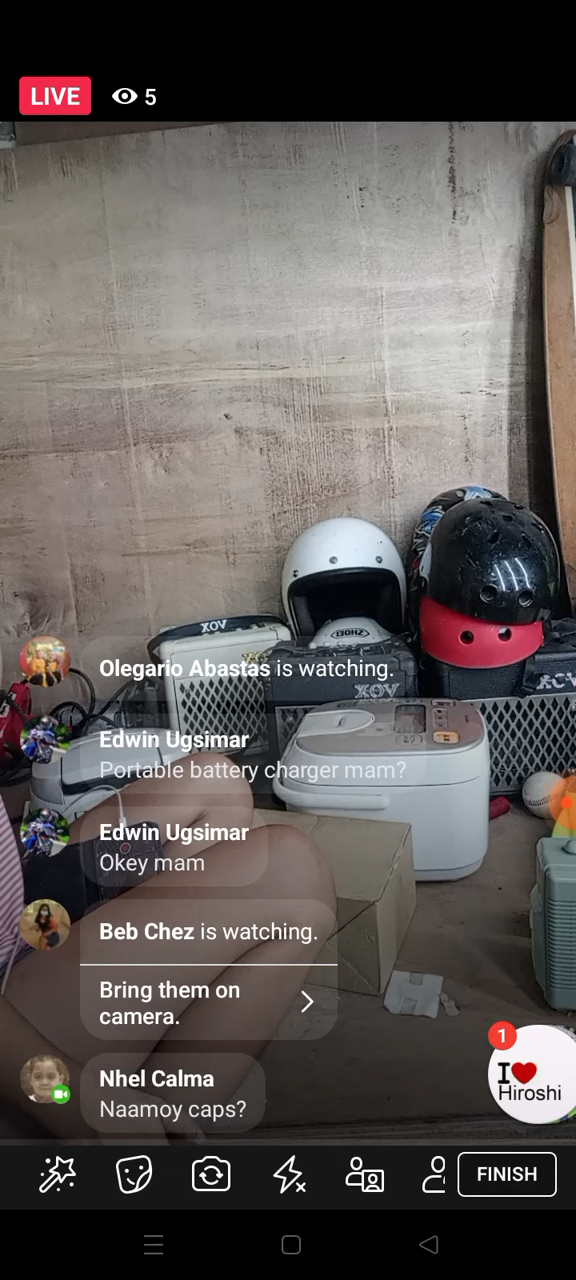 LIVE
5
XOV
SHOEI
XOV
XOV
Olegario Abastas is watching.
Edwin Ugsimar
Portable battery charger mam?
Edwin Ugsimar
Okey mam
Beb Chez is watching.
Bring them on
camera.
Nhel Calma
Naamoy caps?
1
I
Hiroshi
FINISH